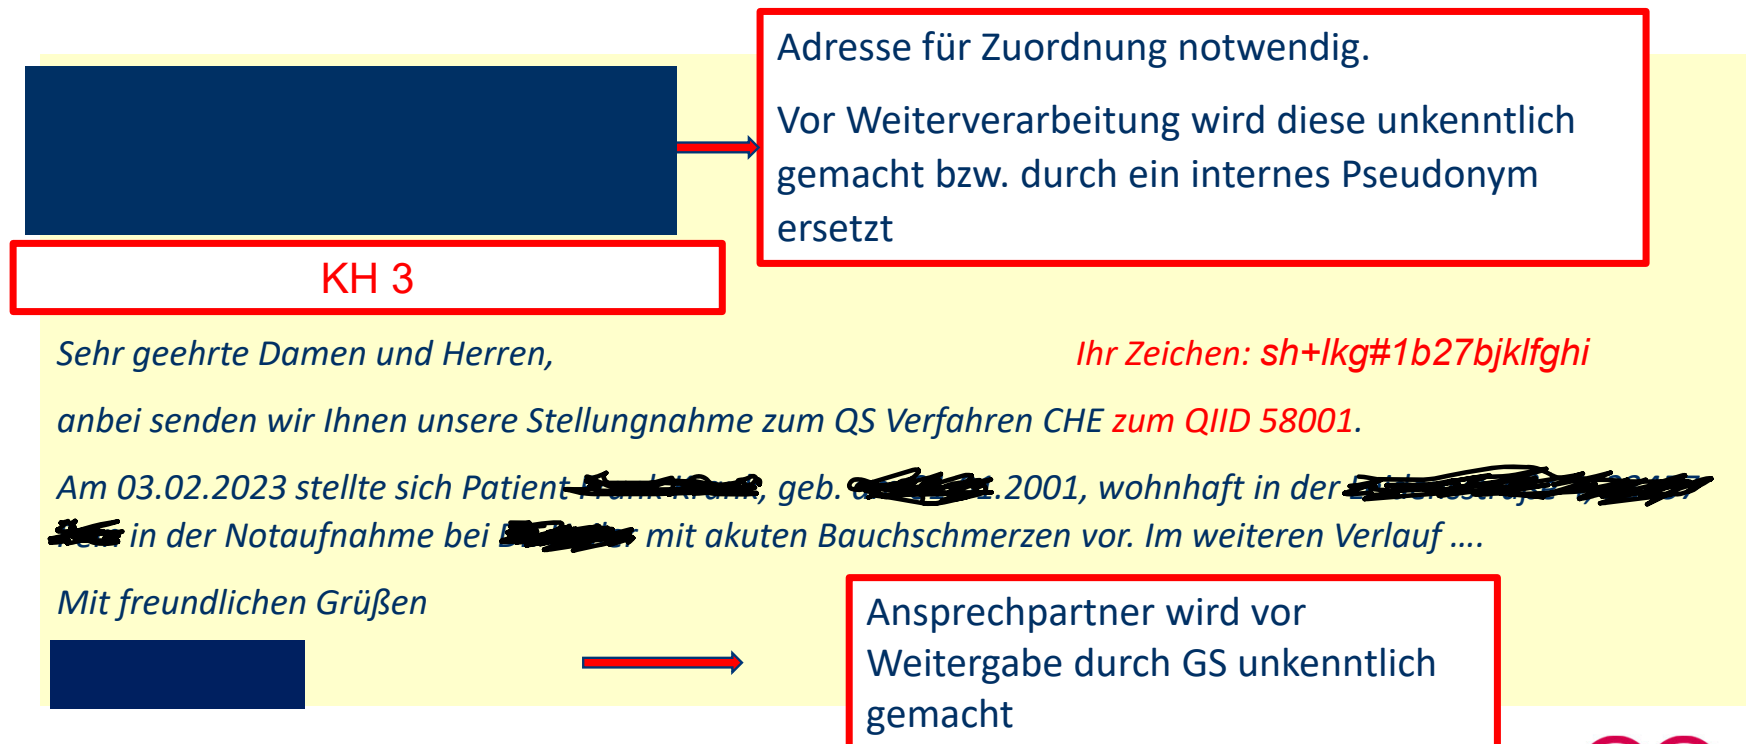 Adresse für Zuordnung notwendig.
Vor Weiterverarbeitung wird diese unkenntlich
gemacht bzw. durch ein internes Pseudonym
ersetzt
KH 3
Sehr geehrte Damen und Herren,
Ihr Zeichen: sh+lkg#1b27bjklfghi
anbei senden wir Ihnen unsere Stellungnahme zum QS Verfahren CHE zum QIID 58001.
Am 03.02.2023 stellte sich Patient , geb. .2001, wohnhaft in der
in der Notaufnahme bei mit akuten Bauchschmerzen vor. Im weiteren Verlauf ....
Mit freundlichen Grüßen
Ansprechpartner wird vor
Weitergabe durch GS unkenntlich
gemacht